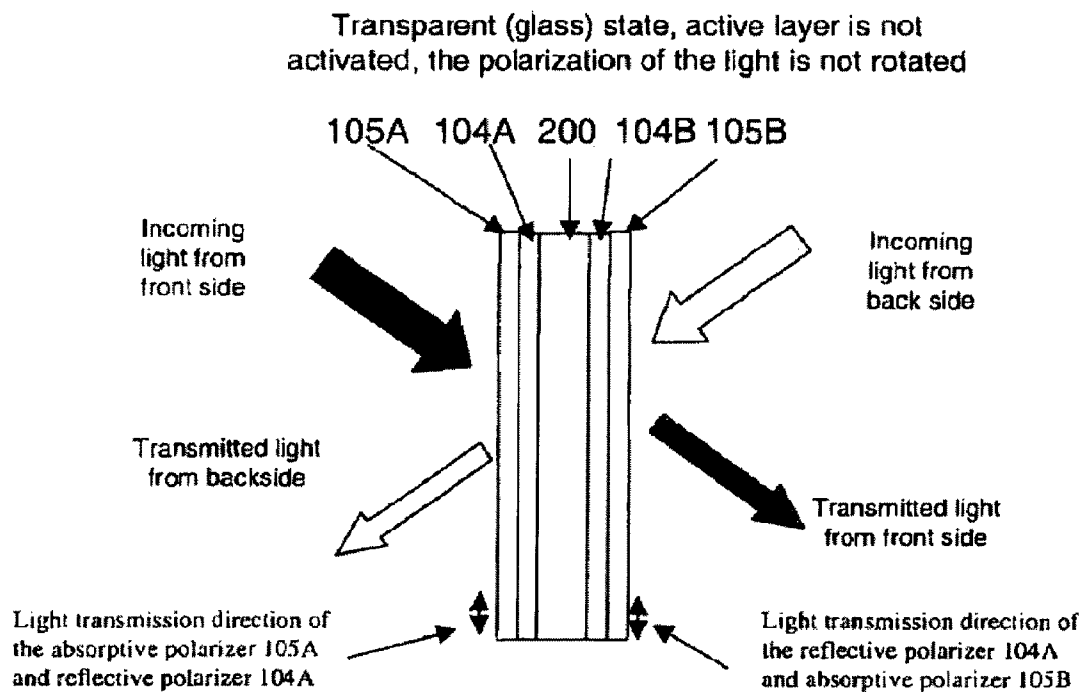 Transparent (glass) state, active layer is not
activated, the polarization of the light is not rotated
105A 104A 200 104B 105B
Incoming
light from
front side
Incoming
light from
back side
Transmitted light
from backside
Transmitted light
from front side
Light transmission direction of
the absorptive polarizer 105A
and reflective polarizer 104A
Light transmission direction of
the reflective polarizer 104A
and absorptive polarizer 105B